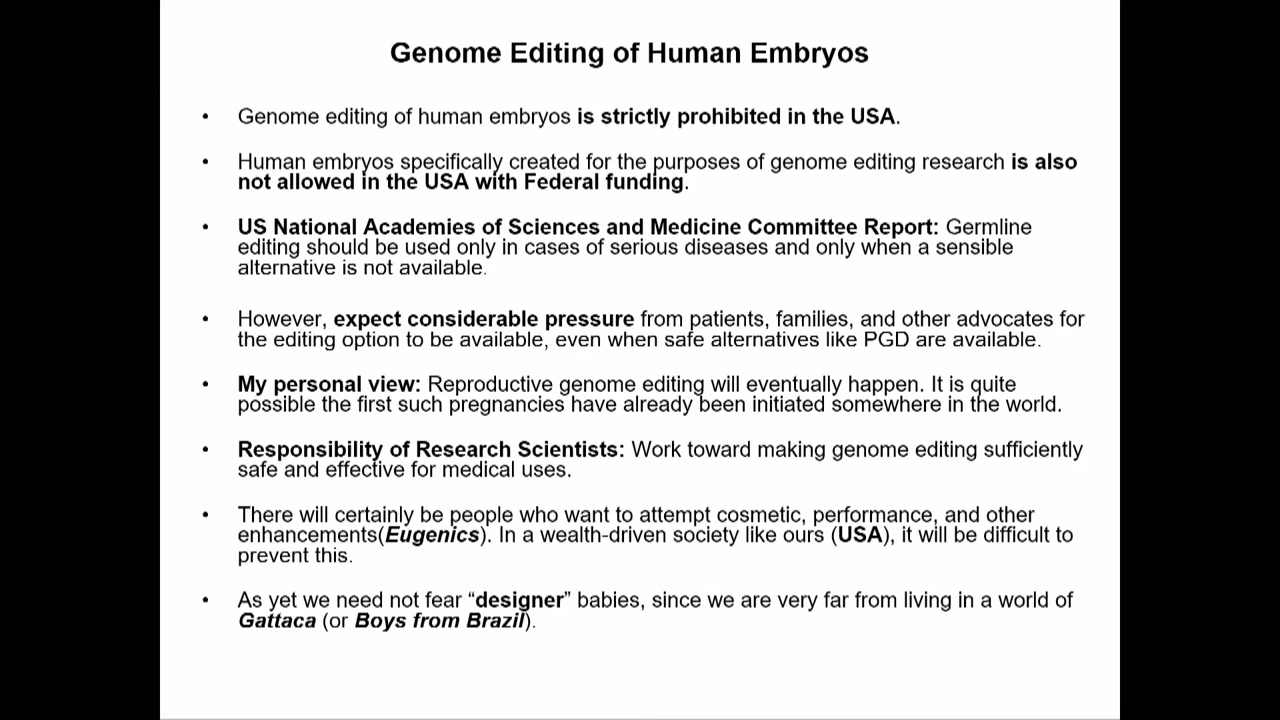 Genome Editing of Human Embryos
• Genome editing of human embryos is strictly prohibited in the USA.
• Human embryos specifically created for the purposes of genome editing research is also
not allowed in the USA with Federal funding.
• US National Academies of Sciences and Medicine Committee Report: Germline
editing should be used only in cases of serious diseases and only when a sensible
alternative is not available.
• However, expect considerable pressure from patients, families, and other advocates for
the editing option to be available, even when safe alternatives like PGD are available.
• My personal view: Reproductive genome editing will eventually happen. It is quite
possible the first such pregnancies have already been initiated somewhere in the world.
• Responsibility of Research Scientists: Work toward making genome editing sufficiently
safe and effective for medical uses.
• There will certainly be people who want to attempt cosmetic, performance, and other
enhancements(Eugenics). In a wealth-driven society like ours (USA), it will be difficult to
prevent this.
• As yet we need not fear “designer” babies, since we are very far from living in a world of
Gattaca (or Boys from Brazil).